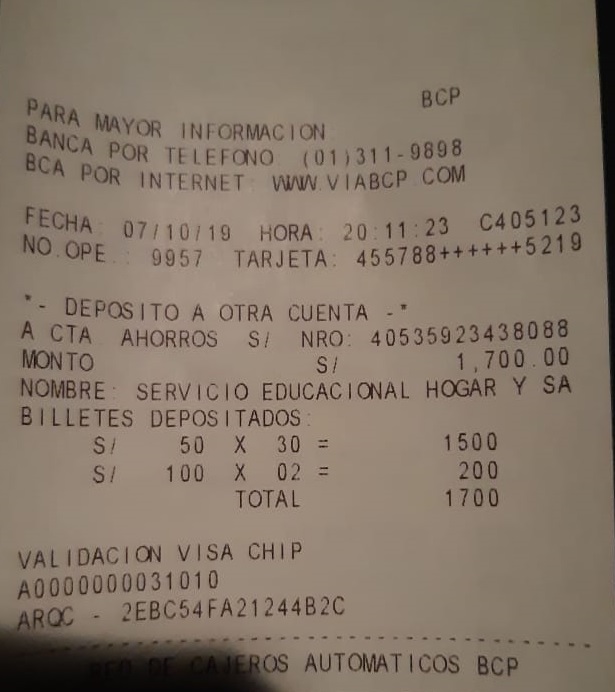 BCP
PARA MAYOR INFORMACION
BANCA POR TELEFONO (01)311-9898
BCA POR INTERNET: WWW.VIABCP.COM
FECHA: 07/10/19 HORA: 20:11:23 C405123
NO.OPE.: 9957 TARJETA: 455788++++++5219
*- DEPOSITO A OTRA CUENTA -*
A CTA AHORROS S/ NRO: 40535923438088
MONTO S/ 1,700.00
NOMBRE: SERVICIO EDUCACIONAL HOGAR Y SA
BILLETES DEPOSITADOS:
S/ 50 X 30 = 1500
S/ 100 X 02 = 200
TOTAL 1700
VALIDACION VISA CHIP
A0000000031010
ARQC - 2EBC54FA21244B2C
RED DE CAJEROS AUTOMATICOS BCP